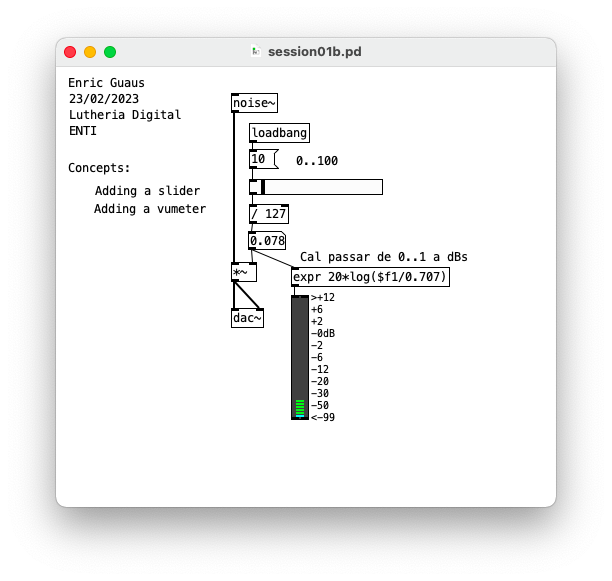 session01b.pd
Enric Guaus
23/02/2023
Lutheria Digital
ENTI
noise~
loadbang
10
0..100
Concepts:
Adding a slider
Adding a vumeter
/ 127
0.078
Cal passar de 0..1 a dBs
*~
expr 20*log($f1/0.707)
dac~
>+12
+6
+2
-0dB
-2
-6
-12
-20
-30
-50
<-99